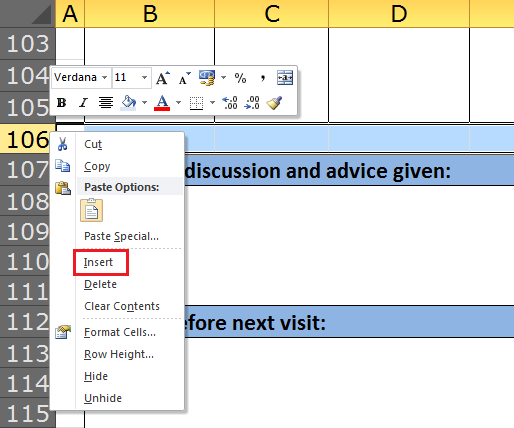 A B C D
103
104
Verdana 11 A A % ,
105
B I A .00 .0
106
Cut
107 discussion and advice given:
Copy
Paste Options:
108
109
Paste Special...
110 Insert
111 Delete
Clear Contents
112 efore next visit:
Format Cells...
113 Row Height...
114 Hide
Unhide
115